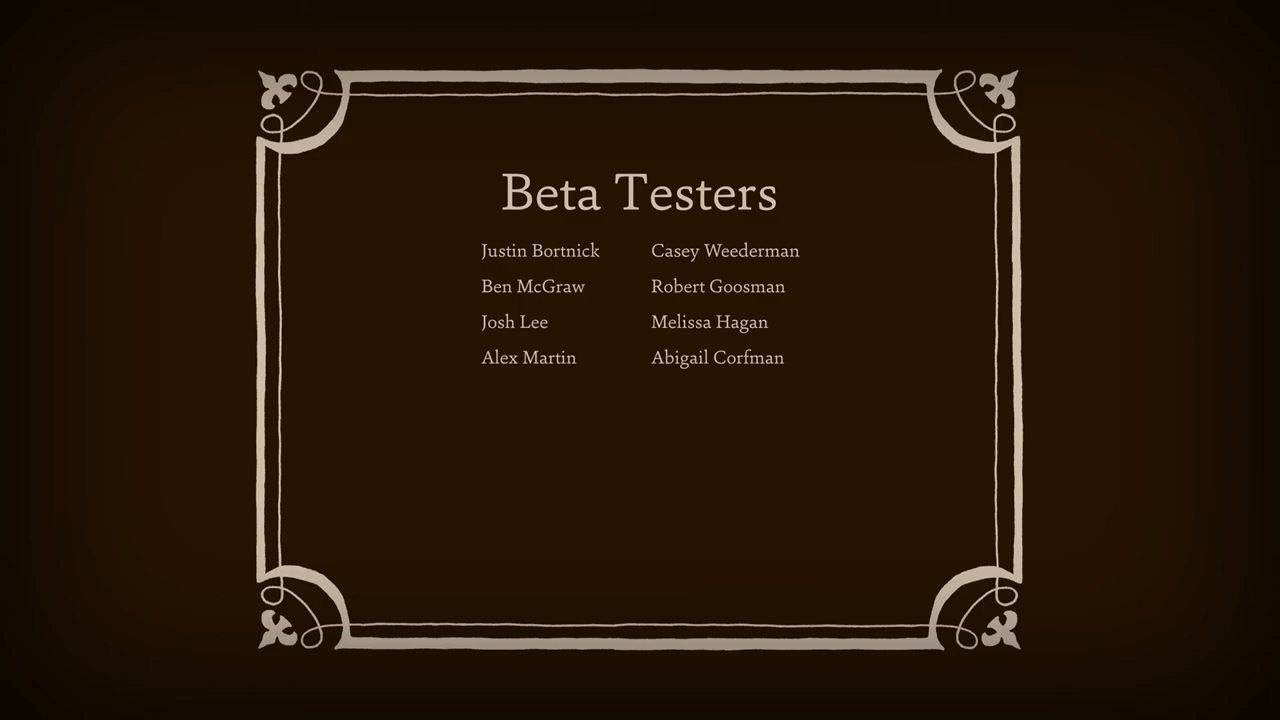 Beta Testers
Justin Bortnick Casey Weederman
Ben McGraw Robert Goosman
Josh Lee Melissa Hagan
Alex Martin Abigail Corfman